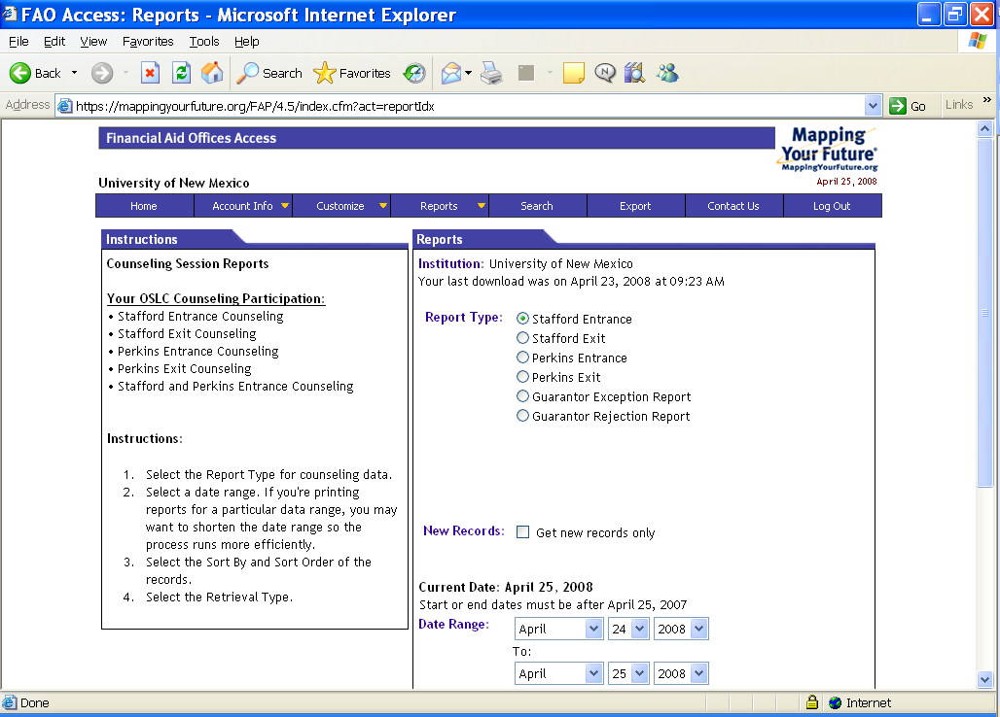 FAO Access: Reports - Microsoft Internet Explorer
File Edit View Favorites Tools Help
Back Search Favorites
Address https://mappingyourfuture.org/FAP/4.5/index.cfm?act=reportIdx Go Links »
Financial Aid Offices Access
Mapping
Your Future®
MappingYourFuture.org
University of New Mexico
April 25, 2008
Home Account Info Customize Reports Search Export Contact Us Log Out
Instructions
Counseling Session Reports
Your OSLC Counseling Participation:
• Stafford Entrance Counseling
• Stafford Exit Counseling
• Perkins Entrance Counseling
• Perkins Exit Counseling
• Stafford and Perkins Entrance Counseling
Instructions:
1. Select the Report Type for counseling data.
2. Select a date range. If you're printing
reports for a particular data range, you may
want to shorten the date range so the
process runs more efficiently.
3. Select the Sort By and Sort Order of the
records.
4. Select the Retrieval Type.
Reports
Institution: University of New Mexico
Your last download was on April 23, 2008 at 09:23 AM
Report Type: Stafford Entrance
Stafford Exit
Perkins Entrance
Perkins Exit
Guarantor Exception Report
Guarantor Rejection Report
New Records: Get new records only
Current Date: April 25, 2008
Start or end dates must be after April 25, 2007
Date Range: April 24 2008
To:
April 25 2008
Done Internet